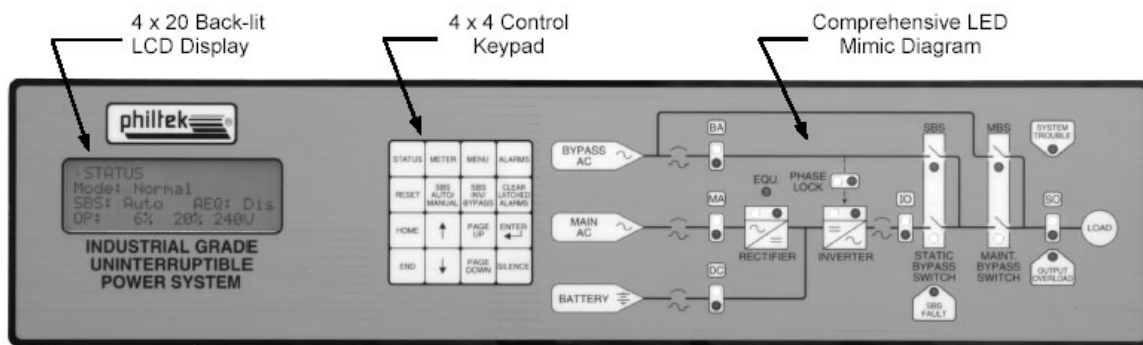 4 x 20 Back-lit
LCD Display
4 x 4 Control
Keypad
Comprehensive LED
Mimic Diagram
philtek®
·STATUS
Mode: Normal
SBS: Auto AEQ: Dis
OP: 6% 20% 240V
INDUSTRIAL GRADE
UNINTERRUPTIBLE
POWER SYSTEM
STATUS METER MENU ALARMS
RESET SBS AUTO/ MANUAL SBS INV/ BYPASS CLEAR LATCHED ALARMS
HOME ↑ PAGE UP ENTER
END ↓ PAGE DOWN SILENCE
BYPASS
AC
BA
SBS
MBS
SYSTEM
TROUBLE
EQU.
PHASE
LOCK
MAIN
AC
MA
IO
SO
LOAD
RECTIFIER
INVERTER
STATIC
BYPASS
SWITCH
MAINT.
BYPASS
SWITCH
OUTPUT
OVERLOAD
BATTERY
DC
SBS
FAULT